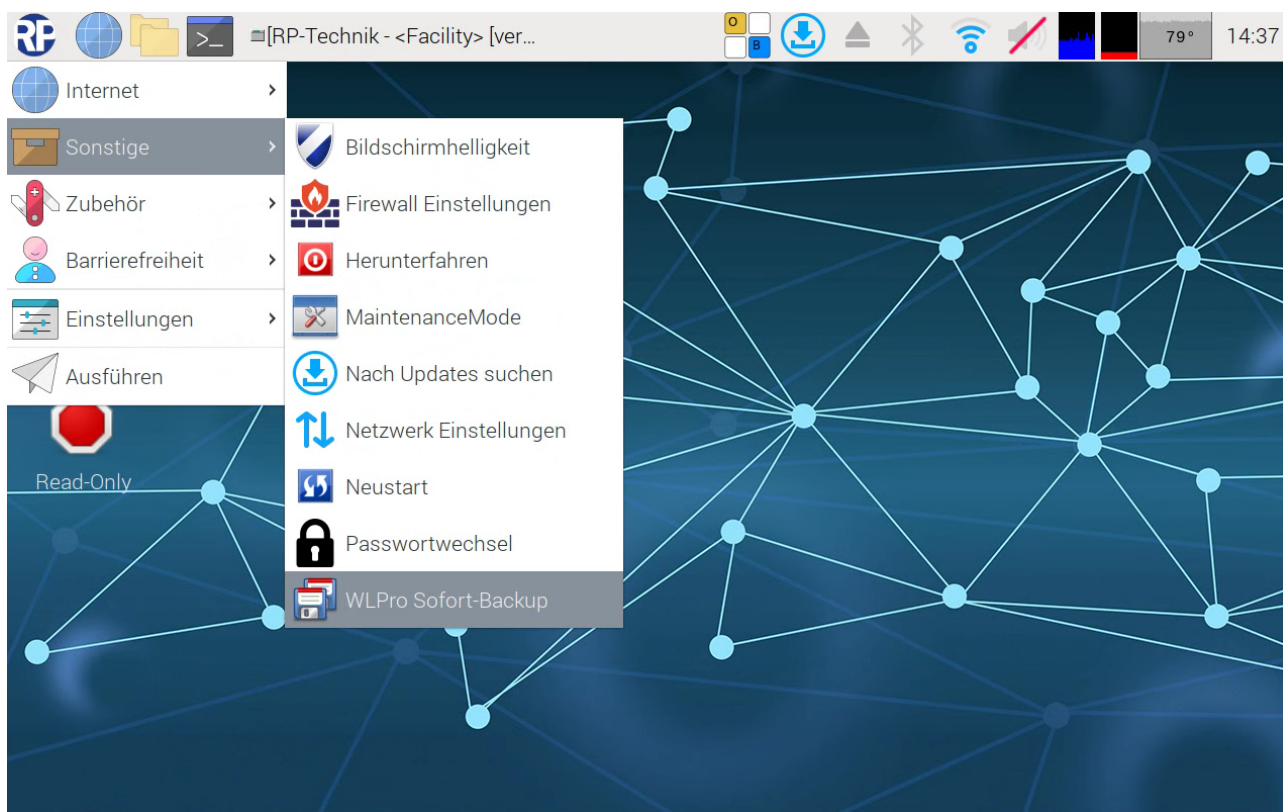 RP
>_
[RP-Technik - <Facility> [ver...
O
B
79°
14:37
Internet
Sonstige
Zubehör
Barrierefreiheit
Einstellungen
Ausführen
Bildschirmhelligkeit
Firewall Einstellungen
Herunterfahren
MaintenanceMode
Nach Updates suchen
Netzwerk Einstellungen
Neustart
Passwortwechsel
WLPro Sofort-Backup
Read-Only